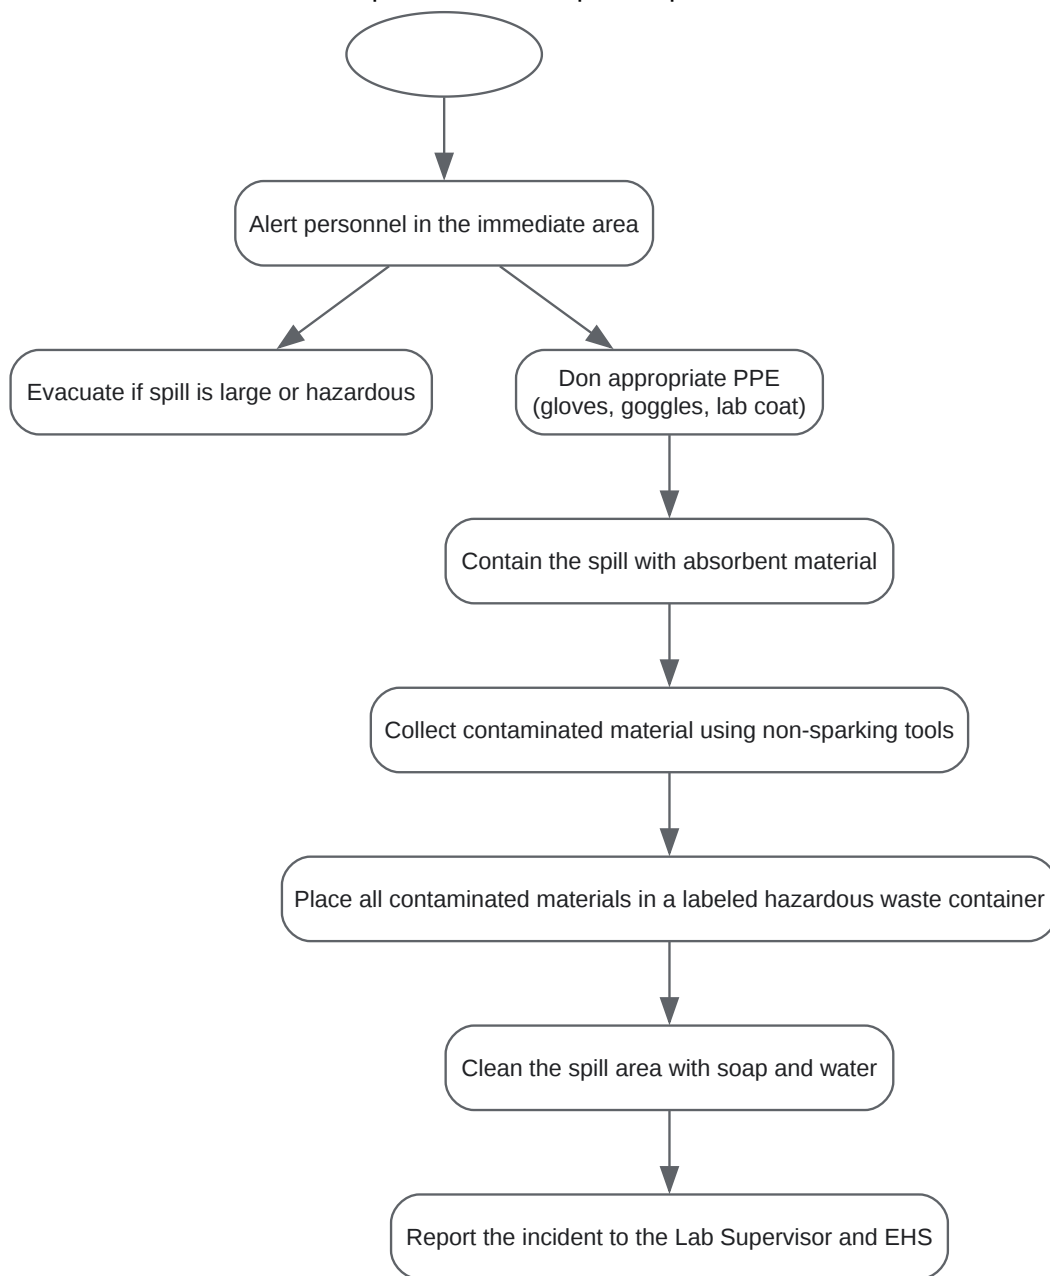 Alert personnel in the immediate area
Evacuate if spill is large or hazardous
Don appropriate PPE
(gloves, goggles, lab coat)
Contain the spill with absorbent material
Collect contaminated material using non-sparking tools
Place all contaminated materials in a labeled hazardous waste container
Clean the spill area with soap and water
Report the incident to the Lab Supervisor and EHS